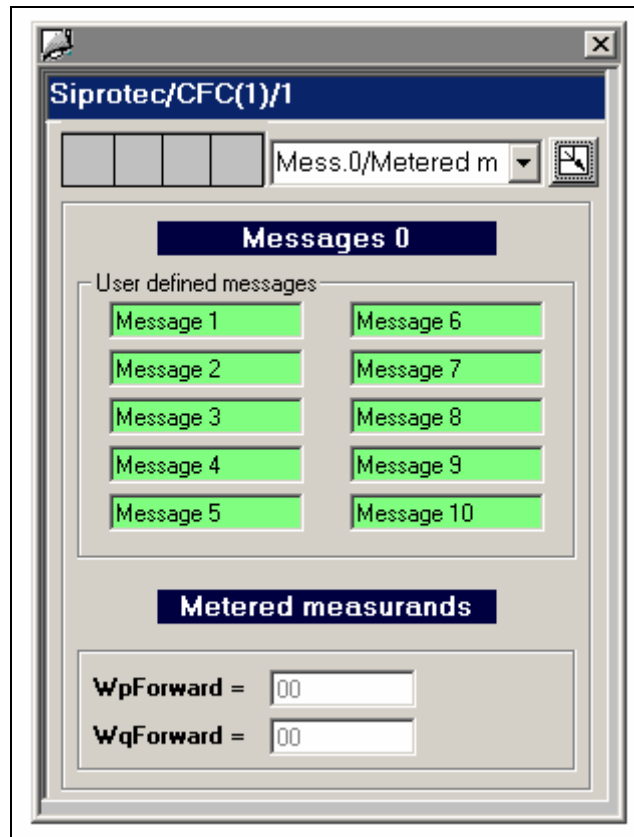 Siprotec/CFC(1)/1
Mess.0/Metered m
Messages 0
User defined messages
Message 1
Message 6
Message 2
Message 7
Message 3
Message 8
Message 4
Message 9
Message 5
Message 10
Metered measurands
WpForward = 00
WqForward = 00